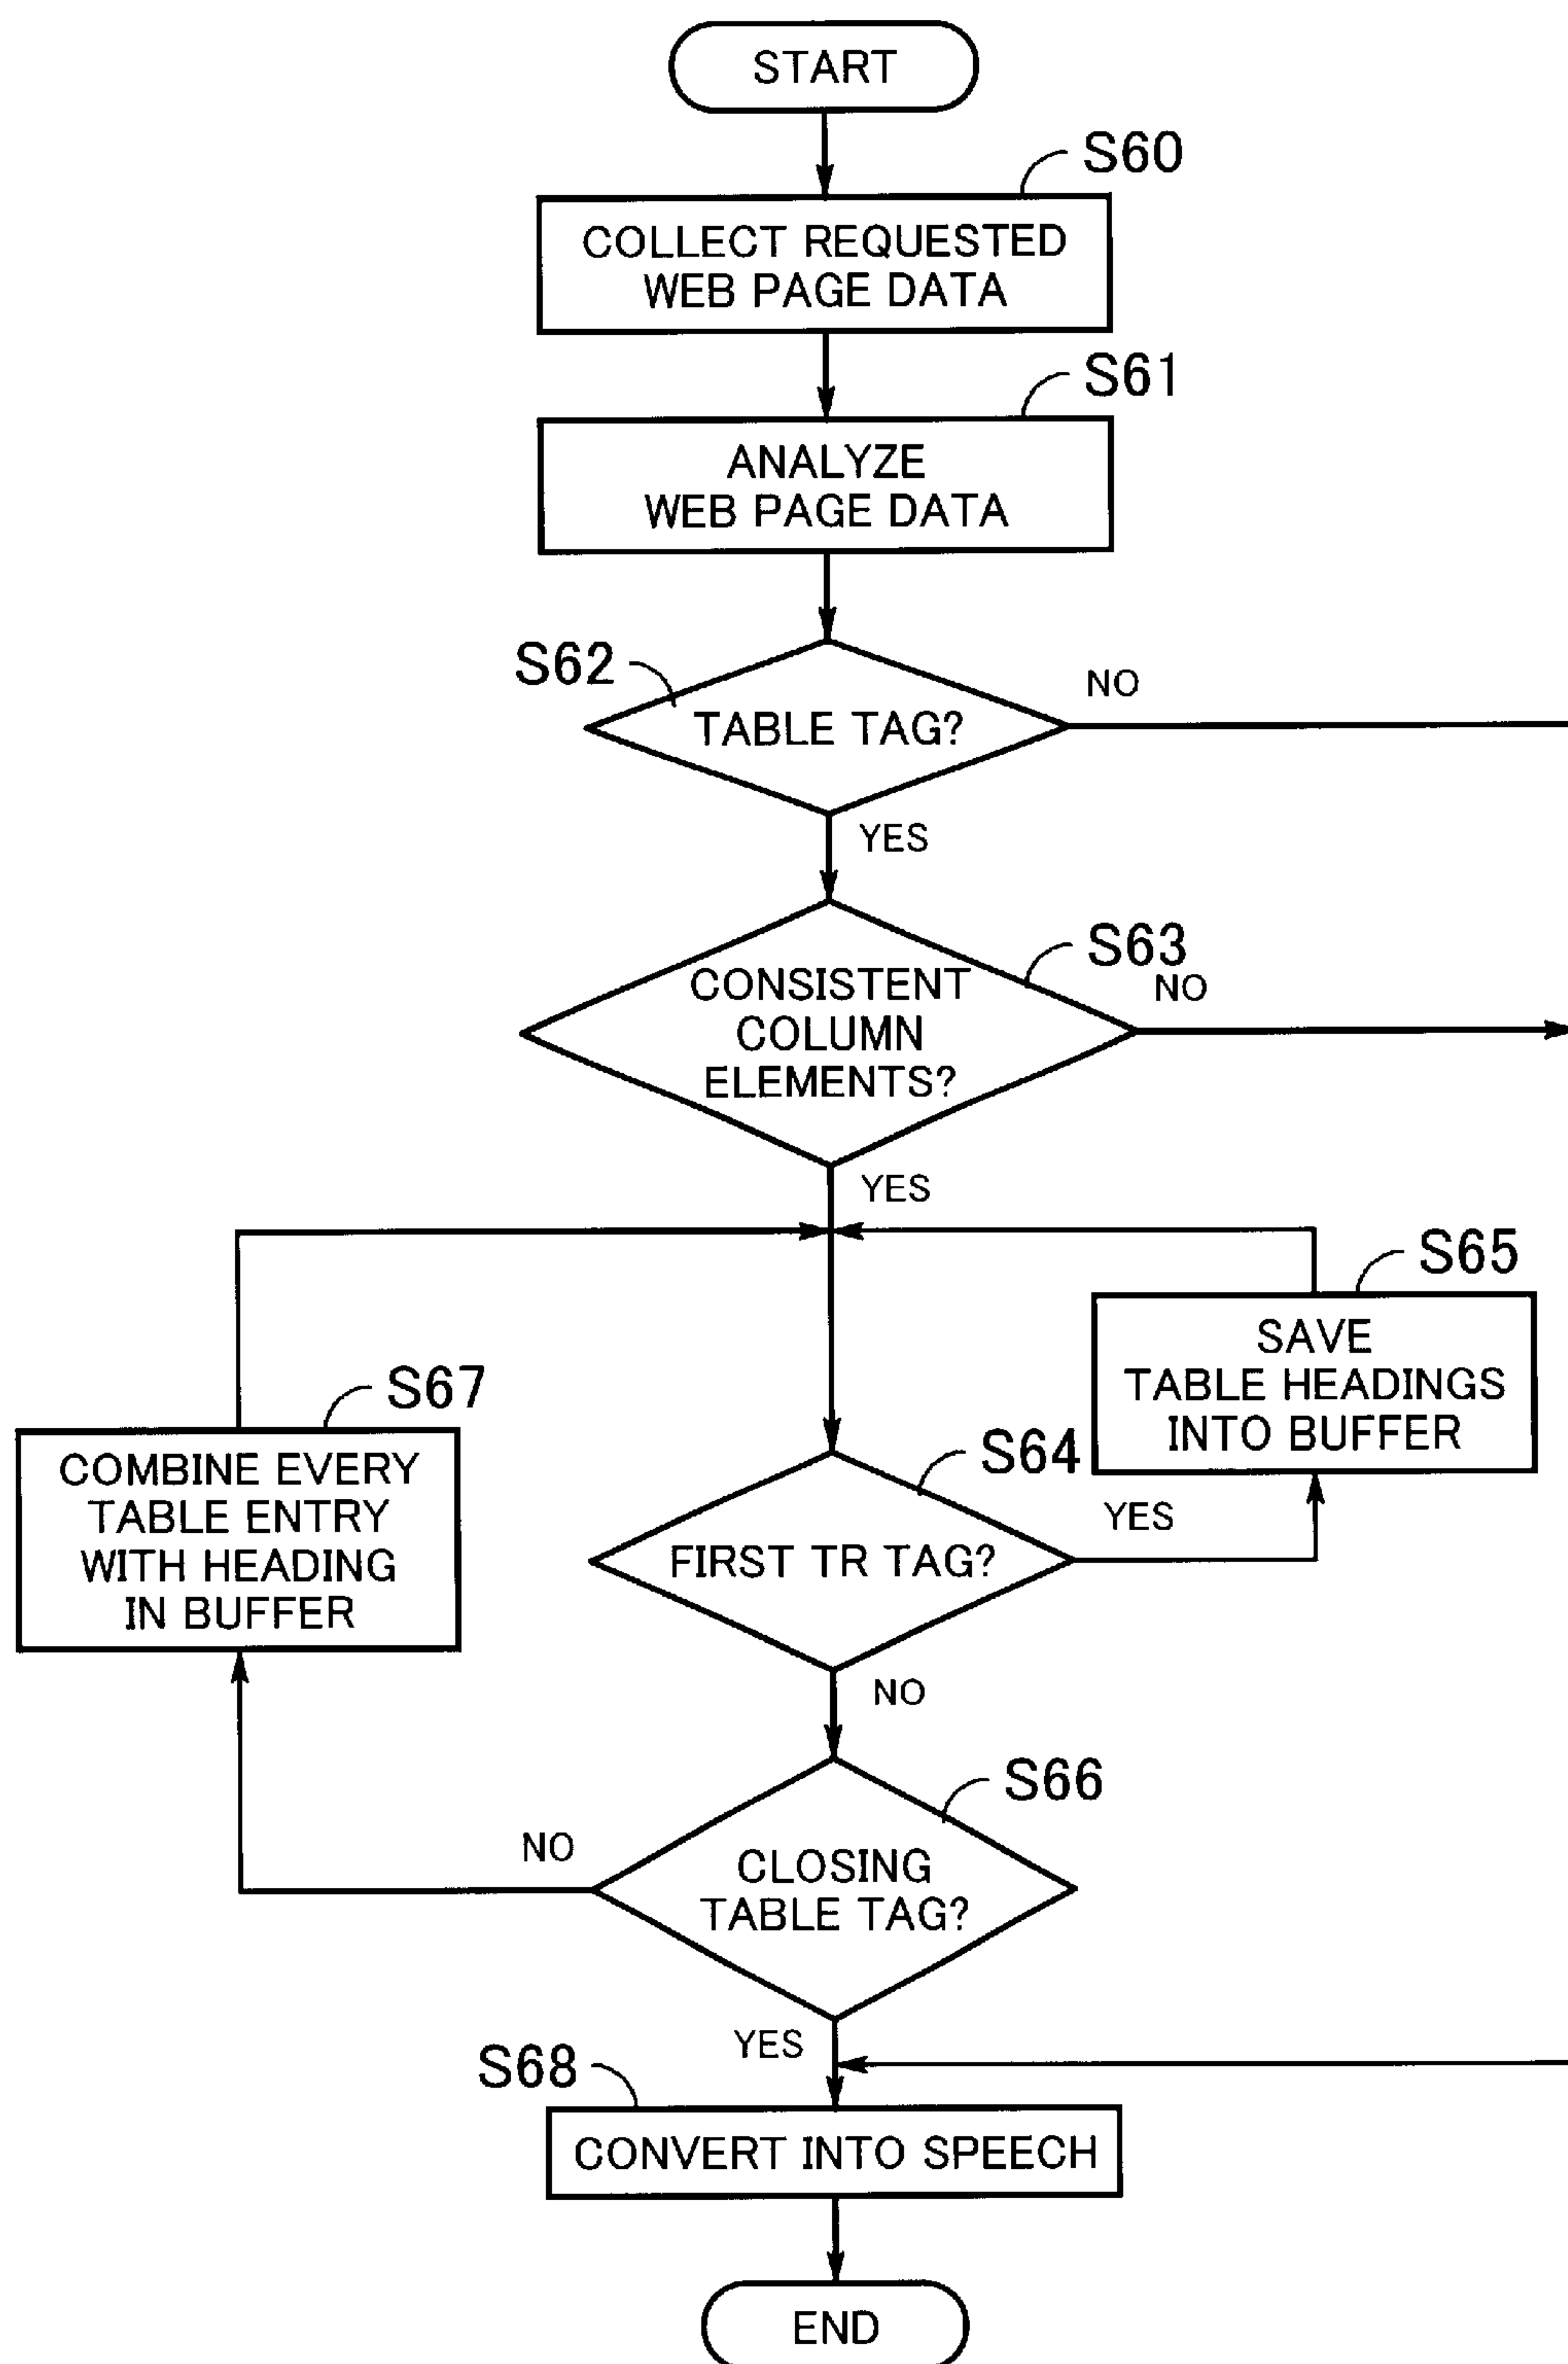 START
S60
COLLECT REQUESTED
WEB PAGE DATA
S61
ANALYZE
WEB PAGE DATA
S62
TABLE TAG?
NO
YES
S63
CONSISTENT
COLUMN
ELEMENTS?
NO
YES
S65
SAVE
TABLE HEADINGS
INTO BUFFER
S67
COMBINE EVERY
TABLE ENTRY
WITH HEADING
IN BUFFER
S64
FIRST TR TAG?
YES
NO
S66
CLOSING
TABLE TAG?
NO
YES
S68
CONVERT INTO SPEECH
END